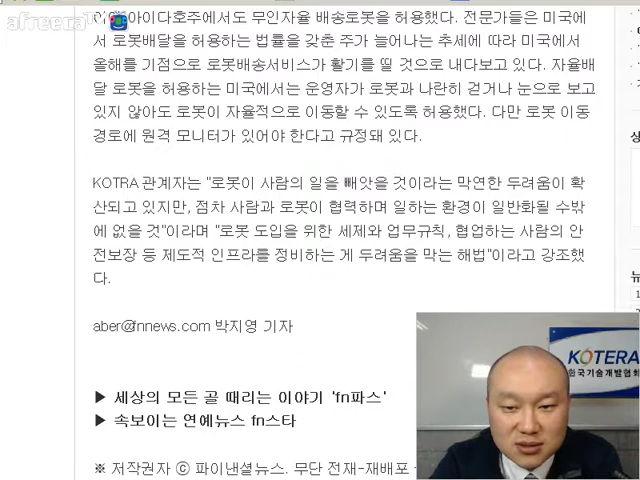 afreecaTV
아이다호주에서도 무인자율 배송로봇을 허용했다. 전문가들은 미국에
서 로봇배달을 허용하는 법률을 갖춘 주가 늘어나는 추세에 따라 미국에서
올해를 기점으로 로봇배송서비스가 활기를 띨 것으로 내다보고 있다. 자율배
달 로봇을 허용하는 미국에서는 운영자가 로봇과 나란히 걷거나 눈으로 보고
있지 않아도 로봇이 자율적으로 이동할 수 있도록 허용했다. 다만 로봇 이동
경로에 원격 모니터가 있어야 한다고 규정돼 있다.
KOTRA 관계자는 "로봇이 사람의 일을 빼앗을 것이라는 막연한 두려움이 확
산되고 있지만, 점차 사람과 로봇이 협력하며 일하는 환경이 일반화될 수밖
에 없을 것"이라며 "로봇 도입을 위한 세제와 업무규칙, 협업하는 사람의 안
전보장 등 제도적 인프라를 정비하는 게 두려움을 막는 해법"이라고 강조했
다.
aber@fnnews.com 박지영 기자
▶ 세상의 모든 골 때리는 이야기 'fn파스'
▶ 속보이는 연예뉴스 fn스타
※ 저작권자 ⓒ 파이낸셜뉴스. 무단 전재-재배포
KOTERA
한국기술개발협회